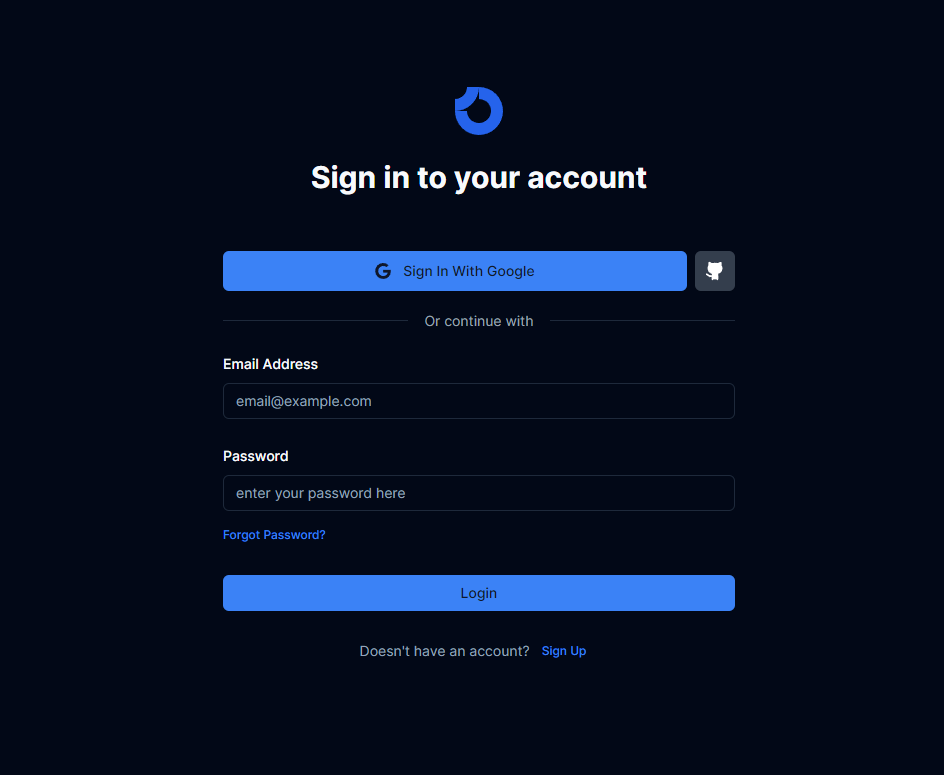 Sign in to your account
Sign In With Google
Or continue with
Email Address
email@example.com
Password
enter your password here
Forgot Password?
Login
Doesn't have an account? Sign Up